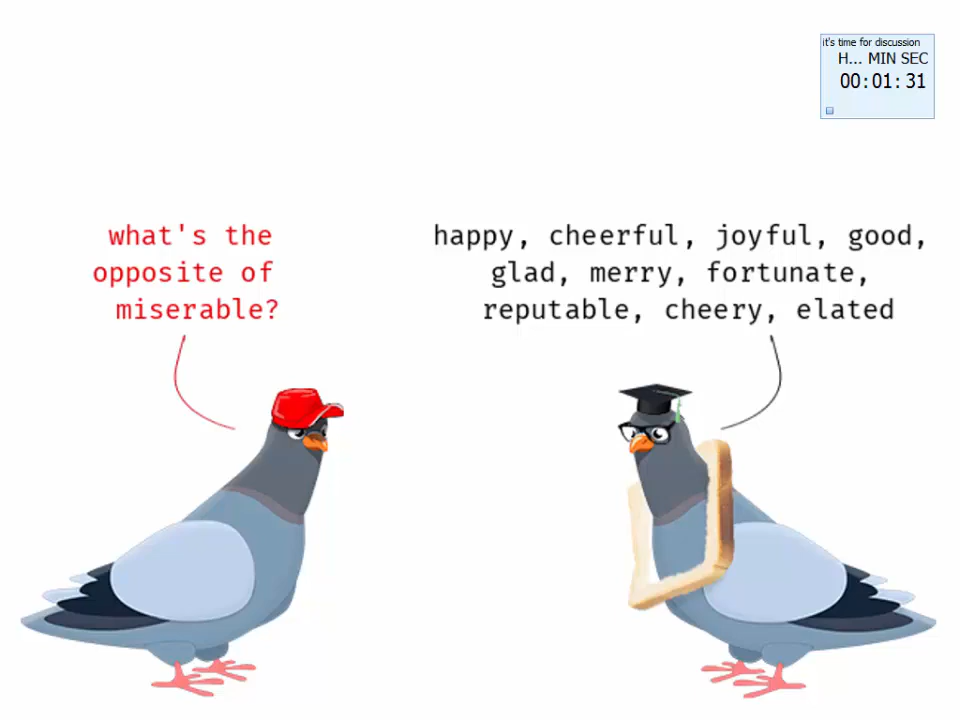 it's time for discussion
H... MIN SEC
00:01:31
what's the
opposite of
miserable?
happy, cheerful, joyful, good,
glad, merry, fortunate,
reputable, cheery, elated